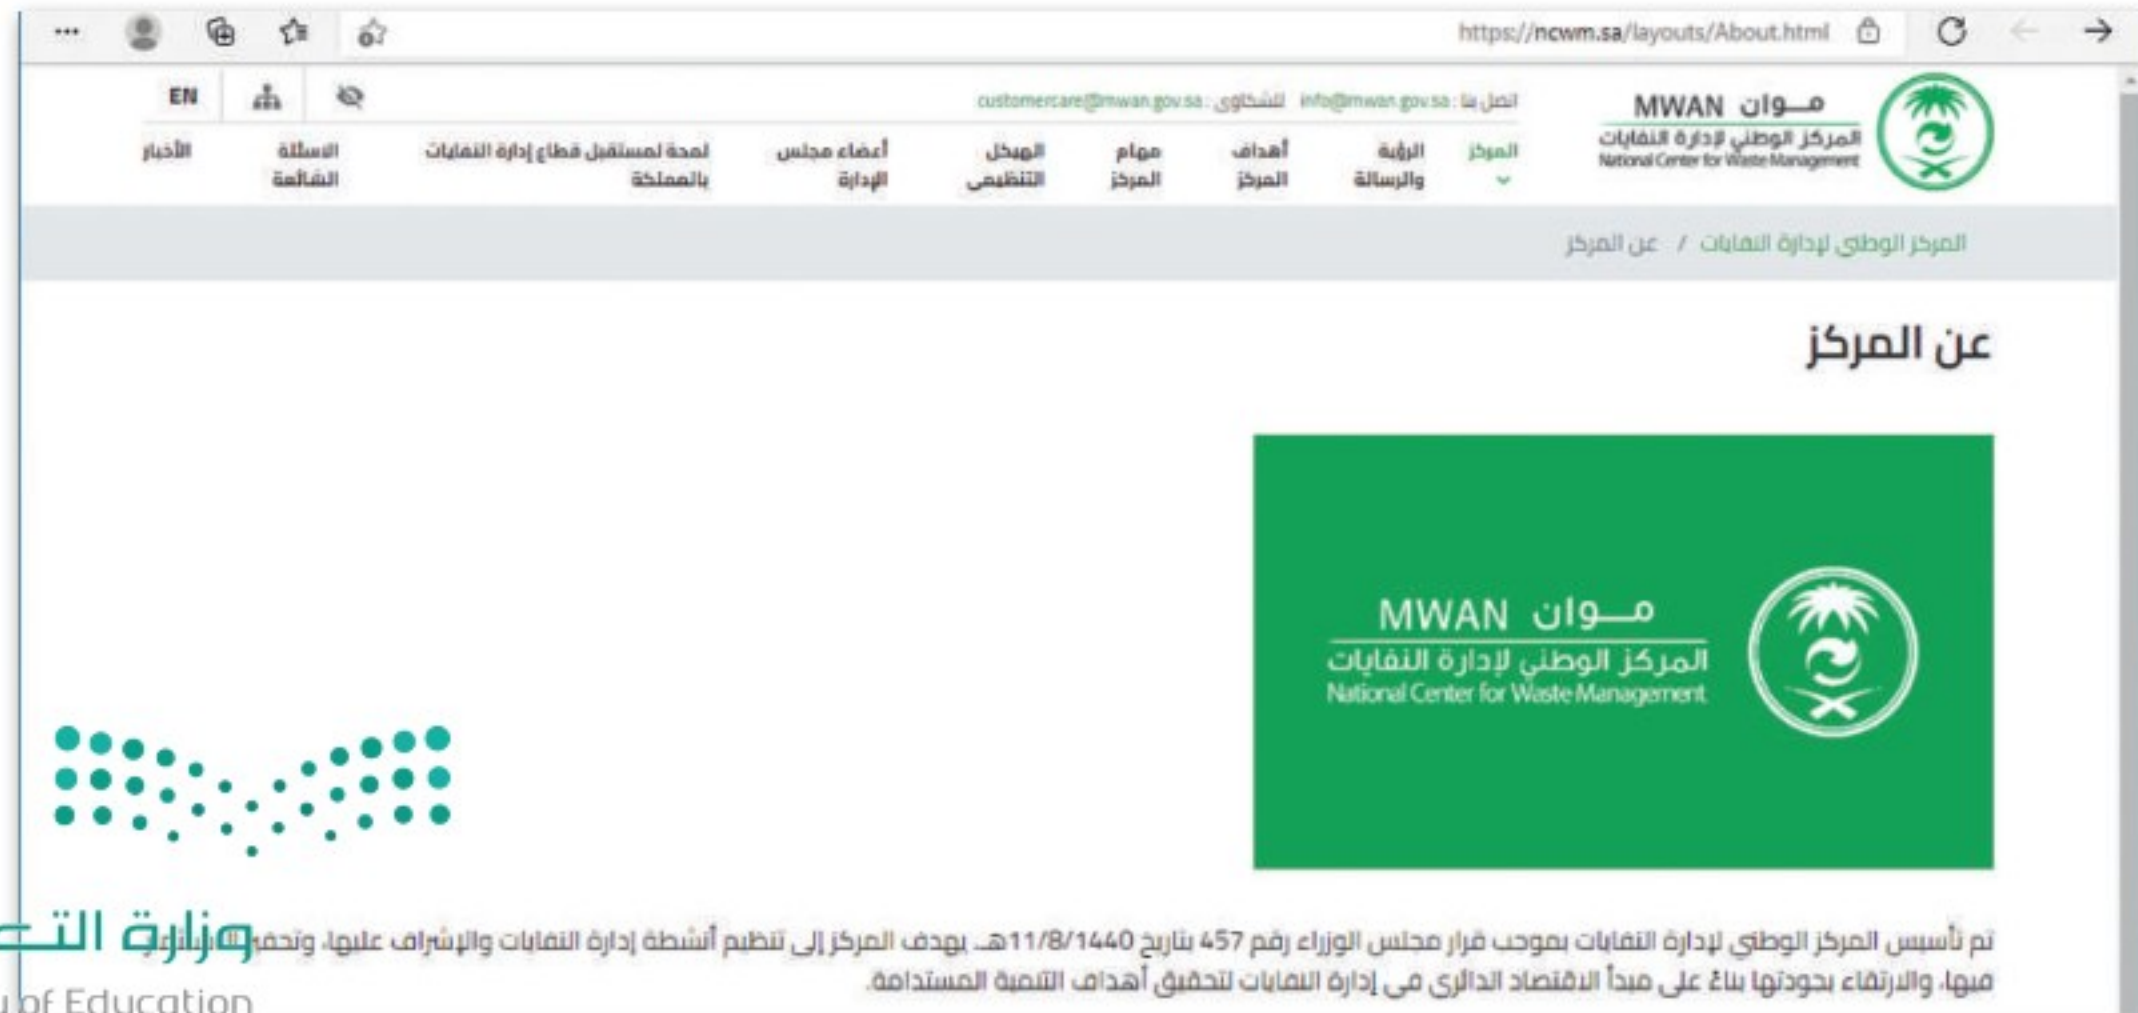 https://ncwm.sa/layouts/About.html
موان MWAN
المركز الوطني لإدارة النفايات
National Center for Waste Management
اتصل بنا : info@mwan.gov.sa للشكاوى : customercare@mwan.gov.sa
EN
المركز
الرؤية والرسالة
أهداف المركز
مهام المركز
الهيكل التنظيمي
أعضاء مجلس الإدارة
لمحة لمستقبل قطاع إدارة النفايات بالمملكة
الاسئلة الشائعة
الأخبار
المركز الوطني لإدارة النفايات / عن المركز
عن المركز
موان MWAN
المركز الوطني لإدارة النفايات
National Center for Waste Management
تم تأسيس المركز الوطني لإدارة النفايات بموجب قرار مجلس الوزراء رقم 457 بتاريخ 11/8/1440هـ. يهدف المركز إلى تنظيم أنشطة إدارة النفايات والإشراف عليها، وتحفيز
فيها، والارتقاء بجودتها بناءً على مبدأ الاقتصاد الدائري في إدارة النفايات لتحقيق أهداف التنمية المستدامة.
وزارة
of Education